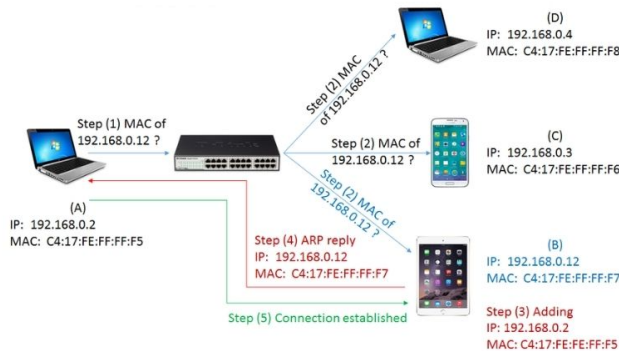 (D)
IP: 192.168.0.4
MAC: C4:17:FE:FF:FF:F8
Step (2) MAC
of 192.168.0.12 ?
Step (1) MAC of
192.168.0.12 ?
Step (2) MAC of
192.168.0.12 ?
(C)
IP: 192.168.0.3
MAC: C4:17:FE:FF:FF:F6
Step (2) MAC of
192.168.0.12 ?
(A)
IP: 192.168.0.2
MAC: C4:17:FE:FF:FF:F5
Step (4) ARP reply
IP: 192.168.0.12
MAC: C4:17:FE:FF:FF:F7
(B)
IP: 192.168.0.12
MAC: C4:17:FE:FF:FF:F7
Step (5) Connection established
Step (3) Adding
IP: 192.168.0.2
MAC: C4:17:FE:EE:FF:F5